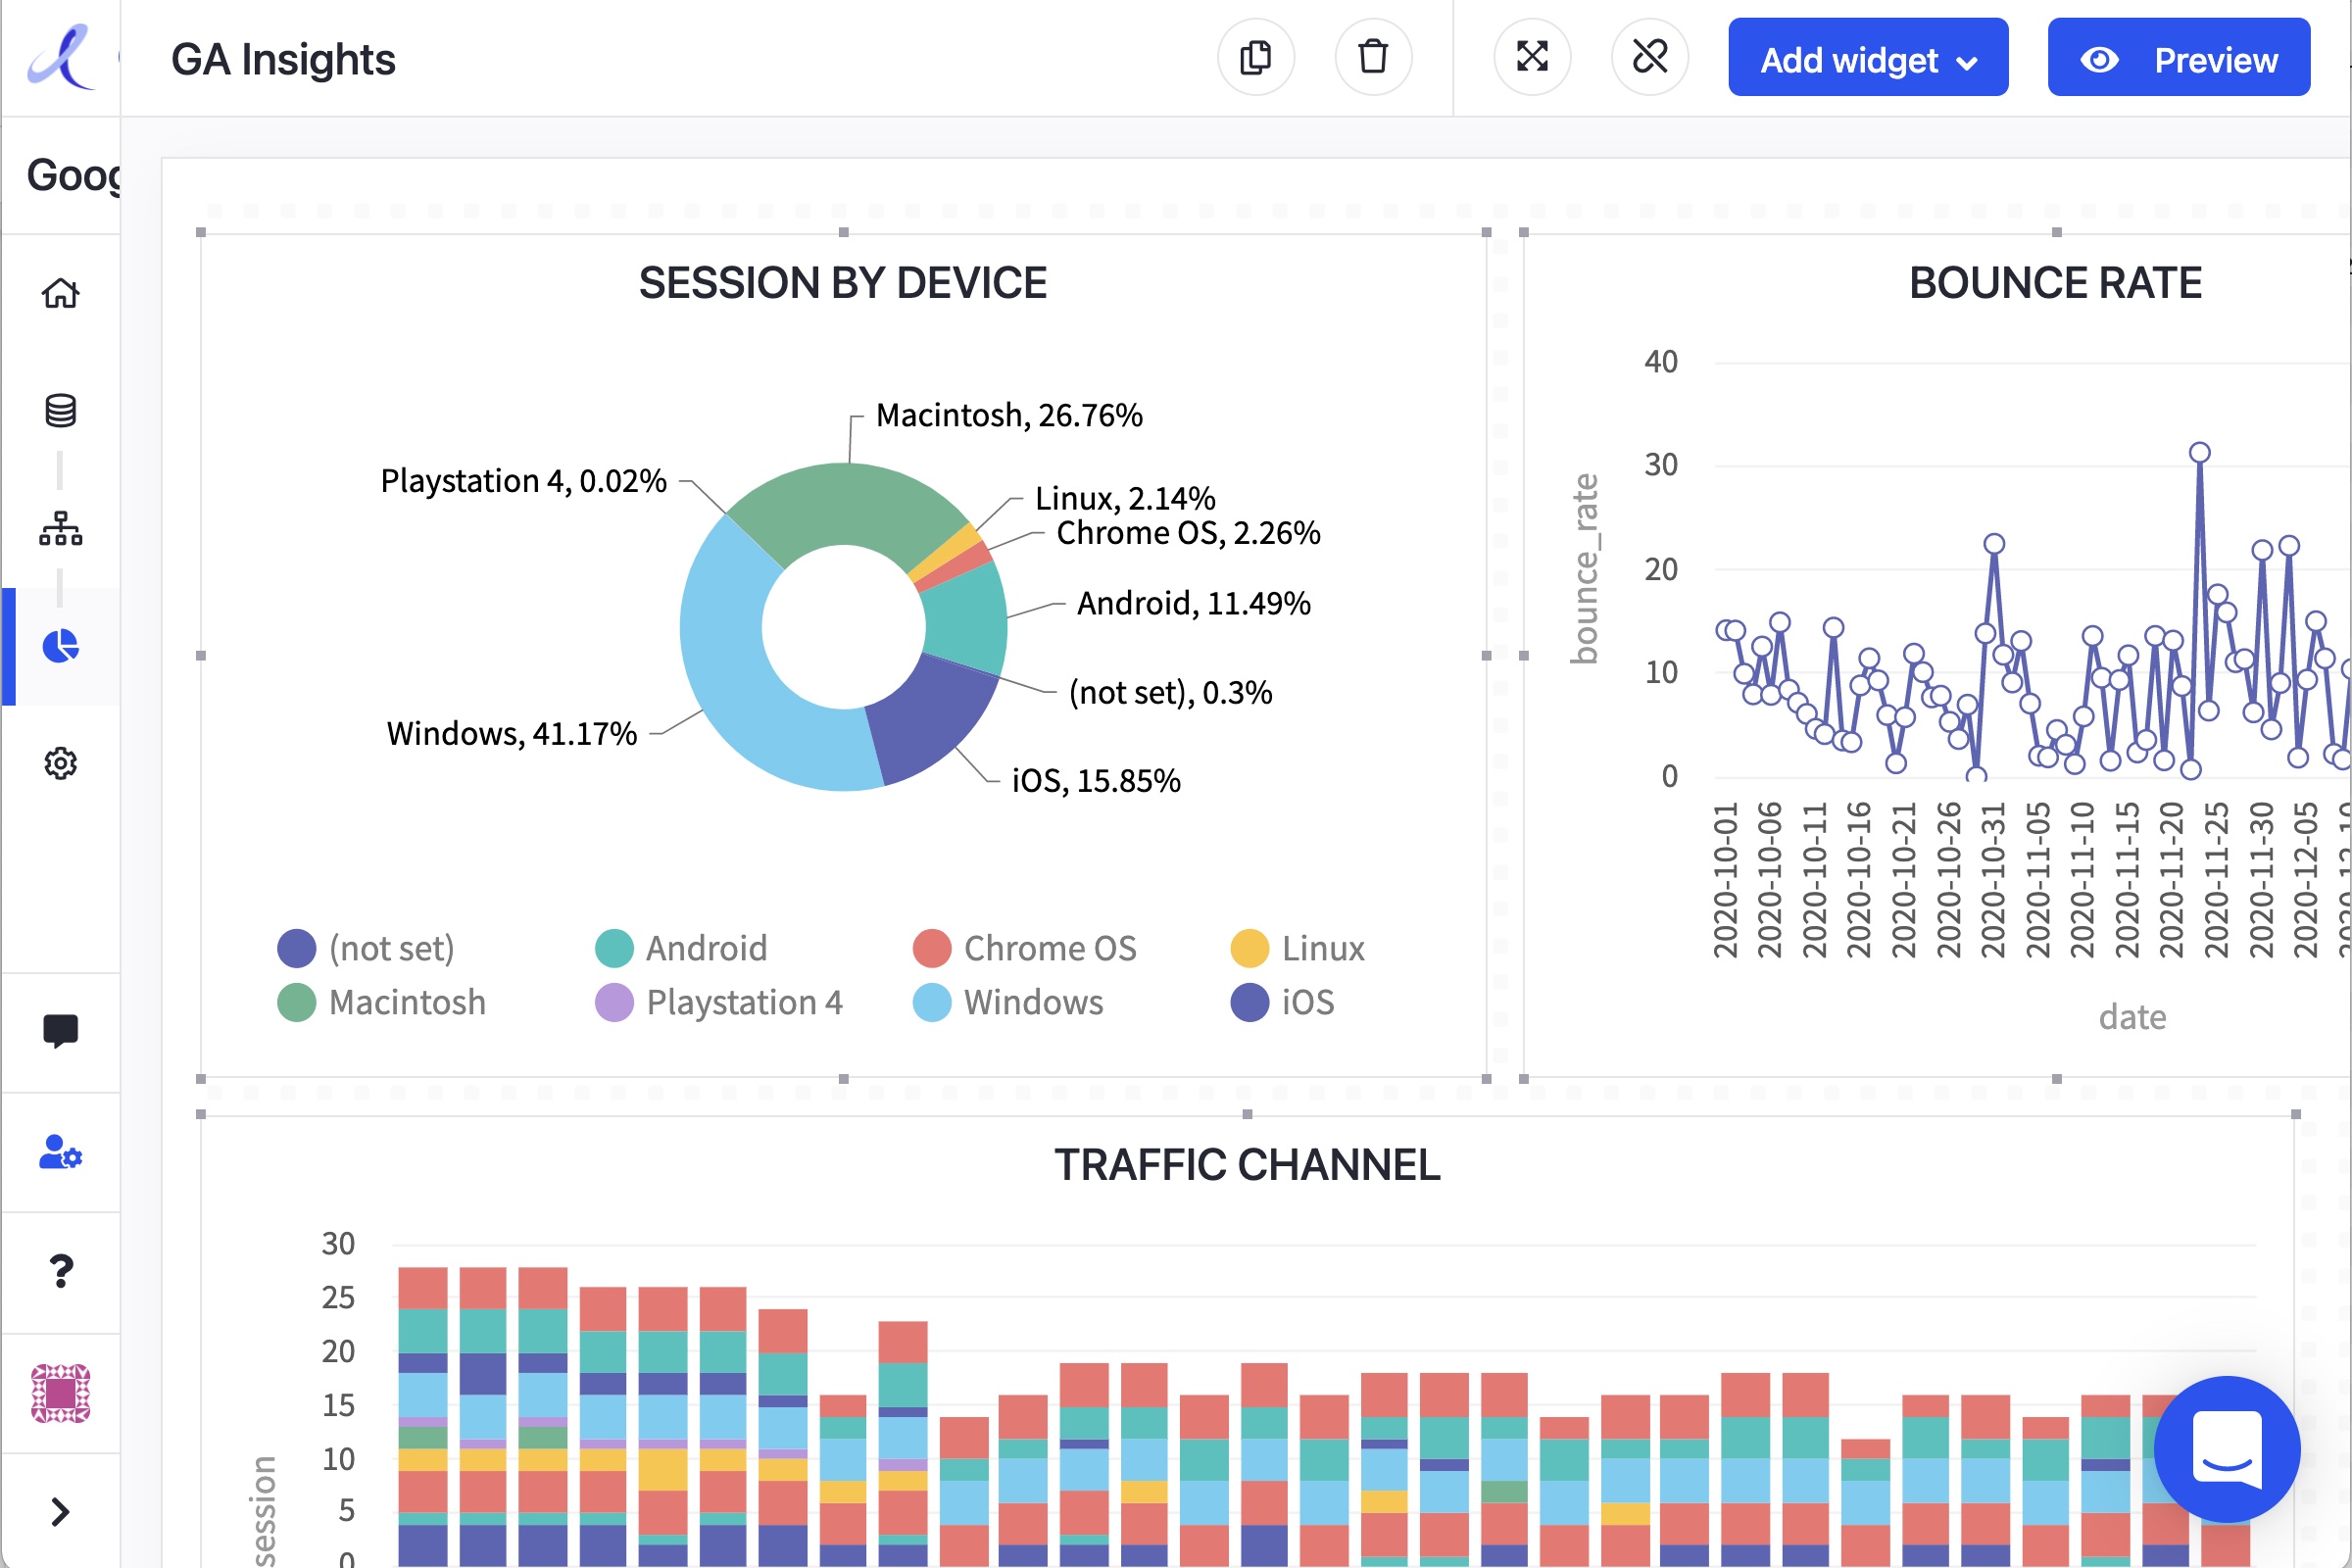 GA Insights
Add widget
Preview
Goog
SESSION BY DEVICE
Macintosh, 26.76%
Playstation 4, 0.02%
Linux, 2.14%
Chrome OS, 2.26%
Android, 11.49%
(not set), 0.3%
Windows, 41.17%
iOS, 15.85%
(not set)
Android
Chrome OS
Linux
Macintosh
Playstation 4
Windows
iOS
BOUNCE RATE
bounce_rate
40
30
20
10
0
2020-10-01
2020-10-06
2020-10-11
2020-10-16
2020-10-21
2020-10-26
2020-10-31
2020-11-05
2020-11-10
2020-11-15
2020-11-20
2020-11-25
2020-11-30
2020-12-05
date
TRAFFIC CHANNEL
session
30
25
20
15
10
5
0
?